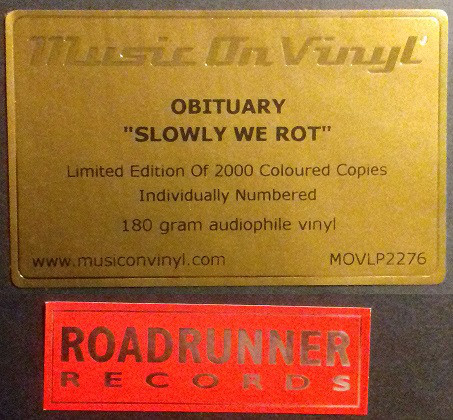 Music On Vinyl
OBITUARY
"SLOWLY WE ROT"
Limited Edition Of 2000 Coloured Copies
Individually Numbered
180 gram audiophile vinyl
www.musiconvinyl.com MOVLP2276
ROADRUNNER
RECORDS